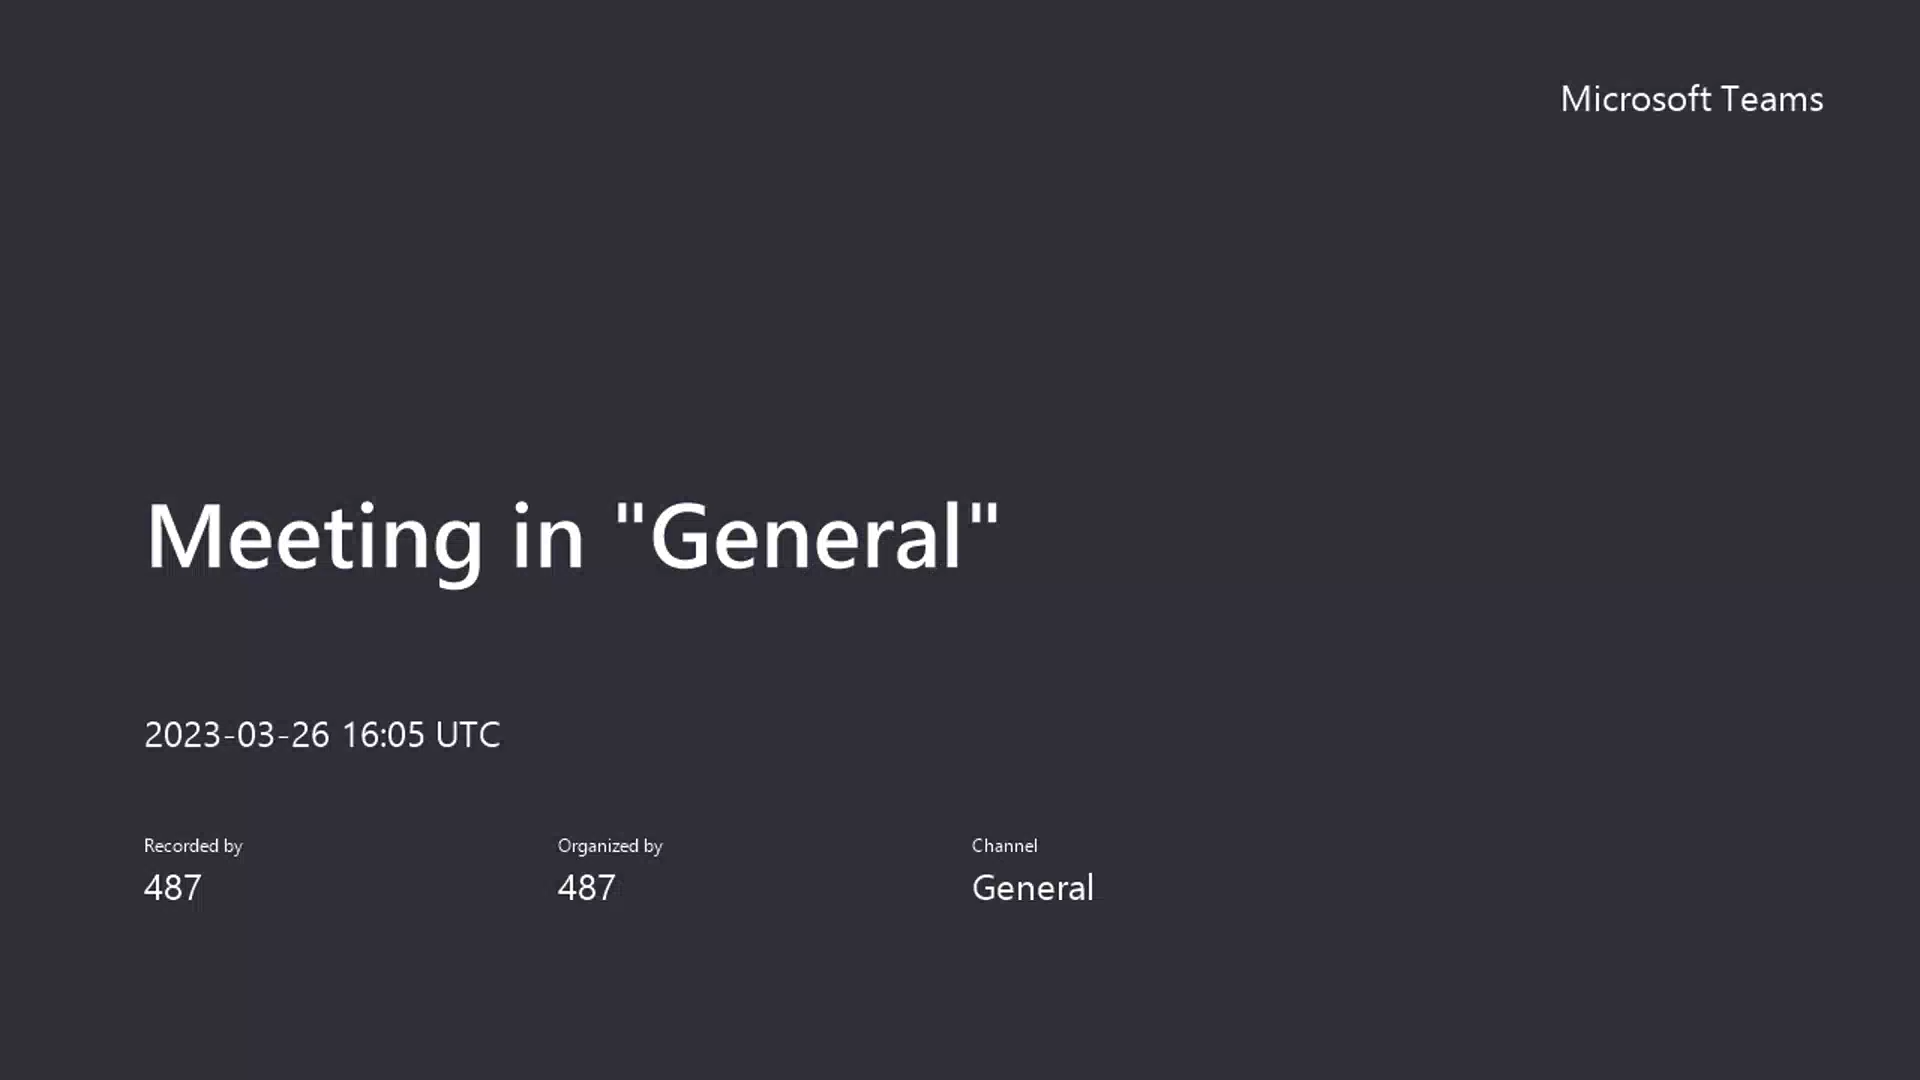 Microsoft Teams
Meeting in "General"
2023-03-26 16:05 UTC
Recorded by
487
Organized by
487
Channel
General